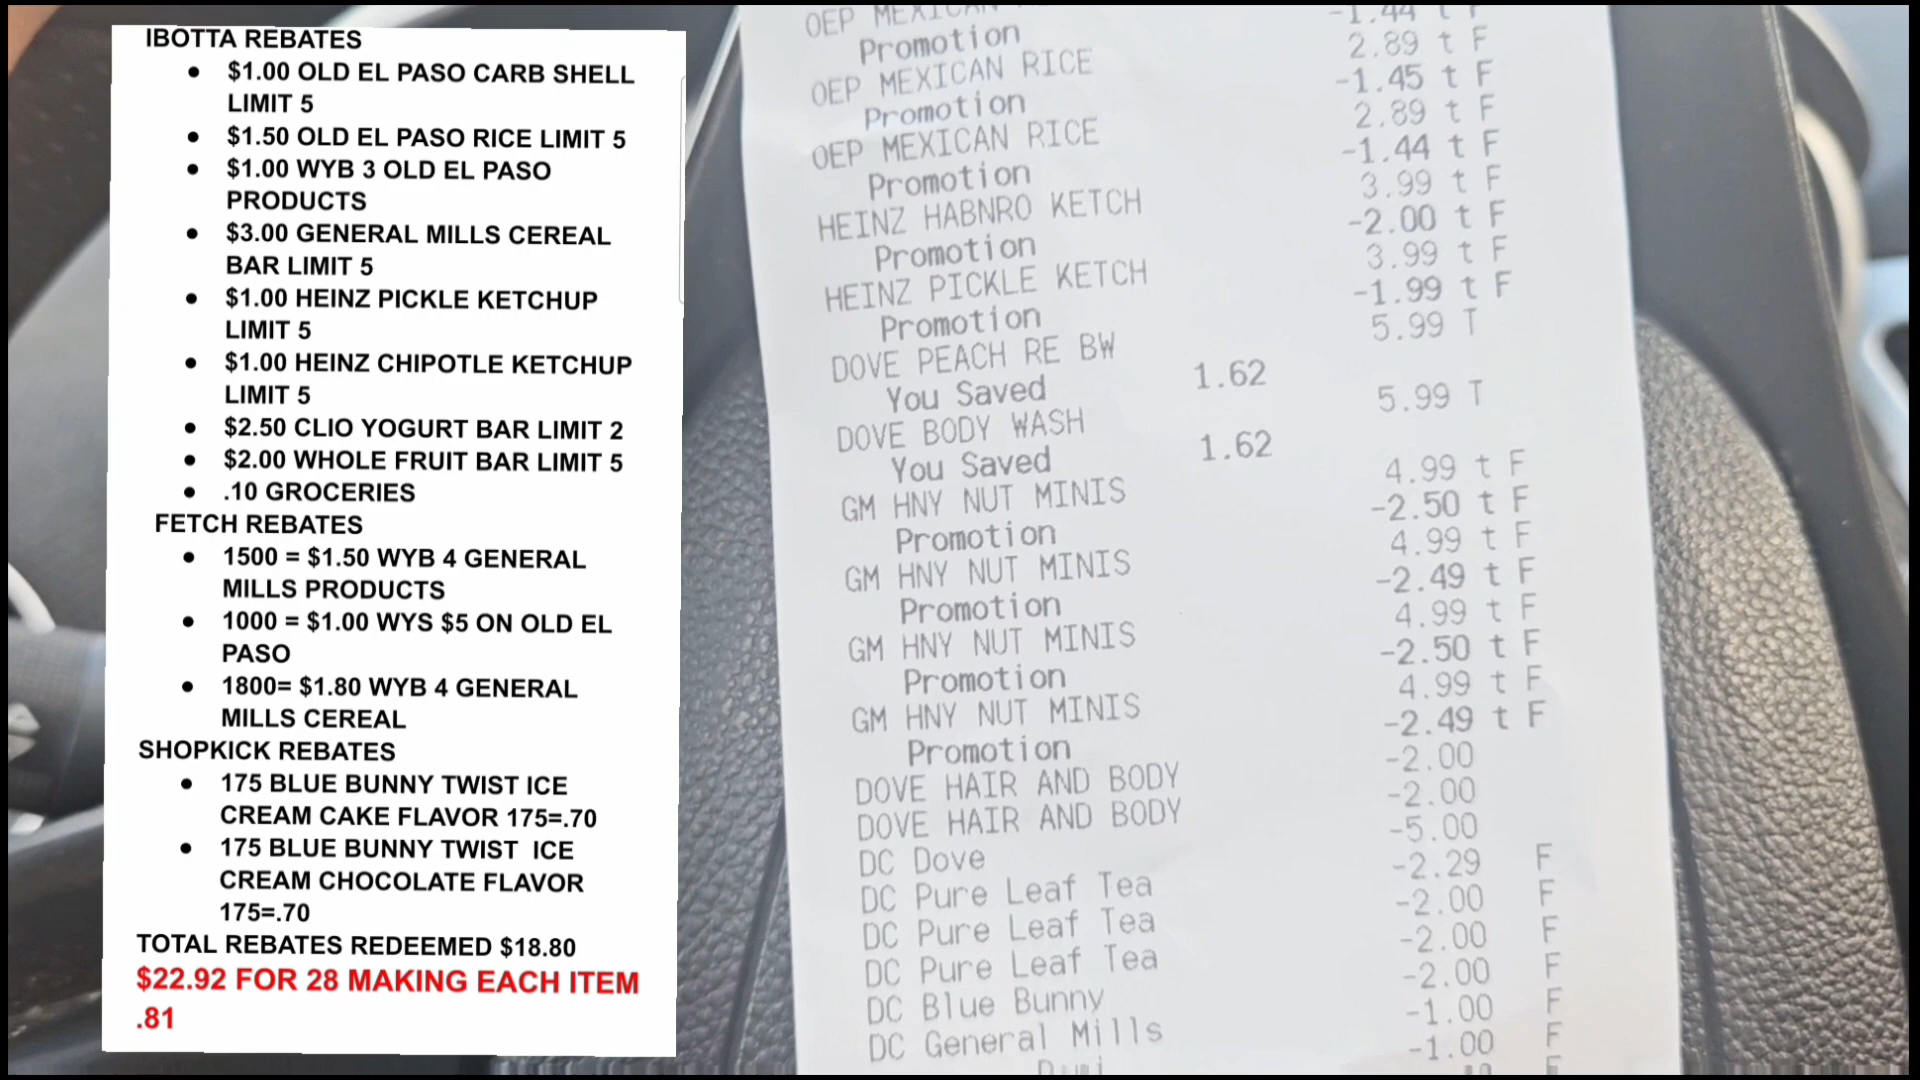 IBOTTA REBATES
• $1.00 OLD EL PASO CARB SHELL
LIMIT 5
• $1.50 OLD EL PASO RICE LIMIT 5
• $1.00 WYB 3 OLD EL PASO
PRODUCTS
• $3.00 GENERAL MILLS CEREAL
BAR LIMIT 5
• $1.00 HEINZ PICKLE KETCHUP
LIMIT 5
• $1.00 HEINZ CHIPOTLE KETCHUP
LIMIT 5
• $2.50 CLIO YOGURT BAR LIMIT 2
• $2.00 WHOLE FRUIT BAR LIMIT 5
• .10 GROCERIES
FETCH REBATES
• 1500 = $1.50 WYB 4 GENERAL
MILLS PRODUCTS
• 1000 = $1.00 WYS $5 ON OLD EL
PASO
• 1800= $1.80 WYB 4 GENERAL
MILLS CEREAL
SHOPKICK REBATES
• 175 BLUE BUNNY TWIST ICE
CREAM CAKE FLAVOR 175=.70
• 175 BLUE BUNNY TWIST ICE
CREAM CHOCOLATE FLAVOR
175=.70
TOTAL REBATES REDEEMED $18.80
$22.92 FOR 28 MAKING EACH ITEM
.81
OEP MEXICAN
Promotion -1.44 t F
OEP MEXICAN RICE 2.89 t F
Promotion -1.45 t F
OEP MEXICAN RICE 2.89 t F
Promotion -1.44 t F
HEINZ HABNRO KETCH 3.99 t F
Promotion -2.00 t F
HEINZ PICKLE KETCH 3.99 t F
Promotion -1.99 t F
DOVE PEACH RE BW 5.99 T
You Saved 1.62
DOVE BODY WASH 5.99 T
You Saved 1.62
GM HNY NUT MINIS 4.99 t F
Promotion -2.50 t F
GM HNY NUT MINIS 4.99 t F
Promotion -2.49 t F
GM HNY NUT MINIS 4.99 t F
Promotion -2.50 t F
GM HNY NUT MINIS 4.99 t F
Promotion -2.49 t F
DOVE HAIR AND BODY -2.00
DOVE HAIR AND BODY -2.00
DC Dove -5.00
DC Pure Leaf Tea -2.29 F
DC Pure Leaf Tea -2.00 F
DC Pure Leaf Tea -2.00 F
DC Blue Bunny -2.00 F
DC General Mills -1.00 F
-1.00 F